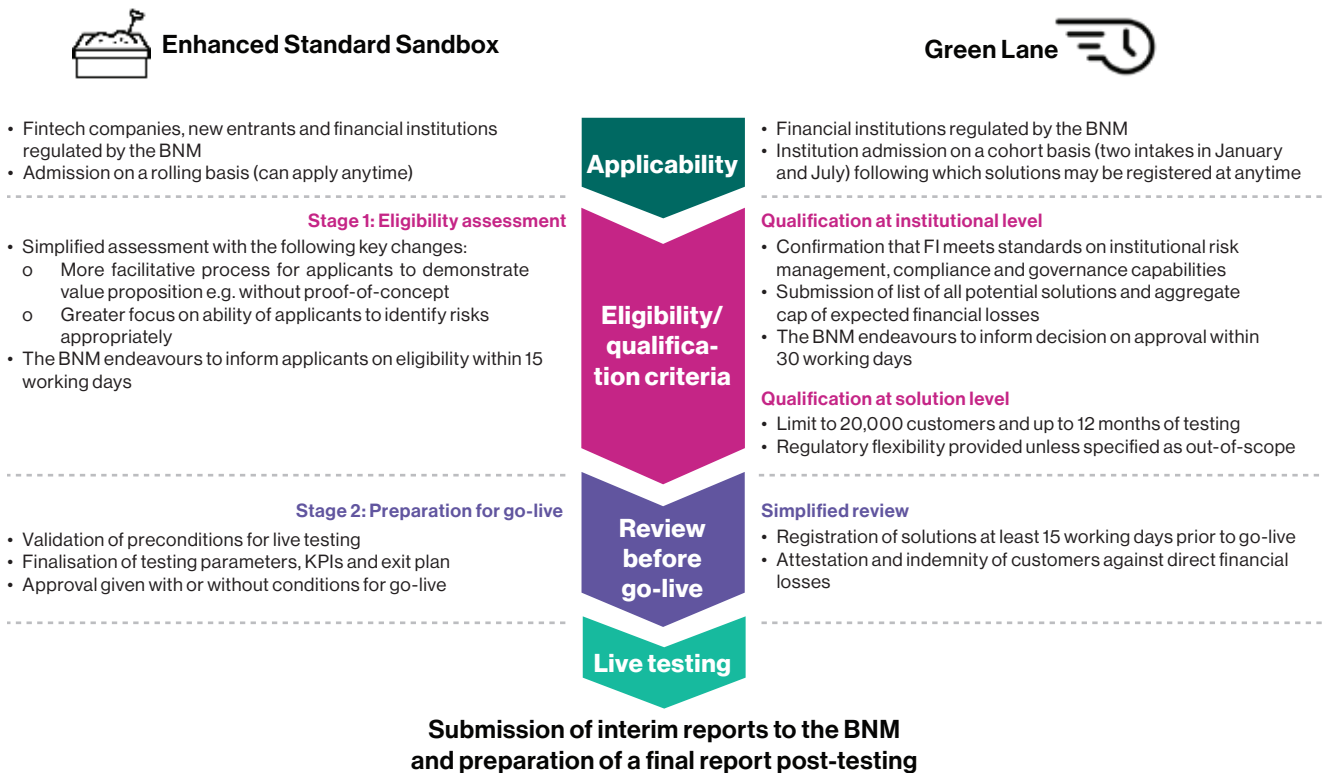 Enhanced Standard Sandbox
Green Lane
• Fintech companies, new entrants and financial institutions
regulated by the BNM
• Admission on a rolling basis (can apply anytime)
Applicability
• Financial institutions regulated by the BNM
• Institution admission on a cohort basis (two intakes in January
and July) following which solutions may be registered at anytime
Stage 1: Eligibility assessment
• Simplified assessment with the following key changes:
o More facilitative process for applicants to demonstrate
value proposition e.g. without proof-of-concept
o Greater focus on ability of applicants to identify risks
appropriately
• The BNM endeavours to inform applicants on eligibility within 15
working days
Eligibility/
qualifica-
tion criteria
Qualification at institutional level
• Confirmation that FI meets standards on institutional risk
management, compliance and governance capabilities
• Submission of list of all potential solutions and aggregate
cap of expected financial losses
• The BNM endeavours to inform decision on approval within
30 working days
Qualification at solution level
• Limit to 20,000 customers and up to 12 months of testing
• Regulatory flexibility provided unless specified as out-of-scope
Stage 2: Preparation for go-live
• Validation of preconditions for live testing
• Finalisation of testing parameters, KPIs and exit plan
• Approval given with or without conditions for go-live
Review
before
go-live
Simplified review
• Registration of solutions at least 15 working days prior to go-live
• Attestation and indemnity of customers against direct financial
losses
Live testing
Submission of interim reports to the BNM
and preparation of a final report post-testing